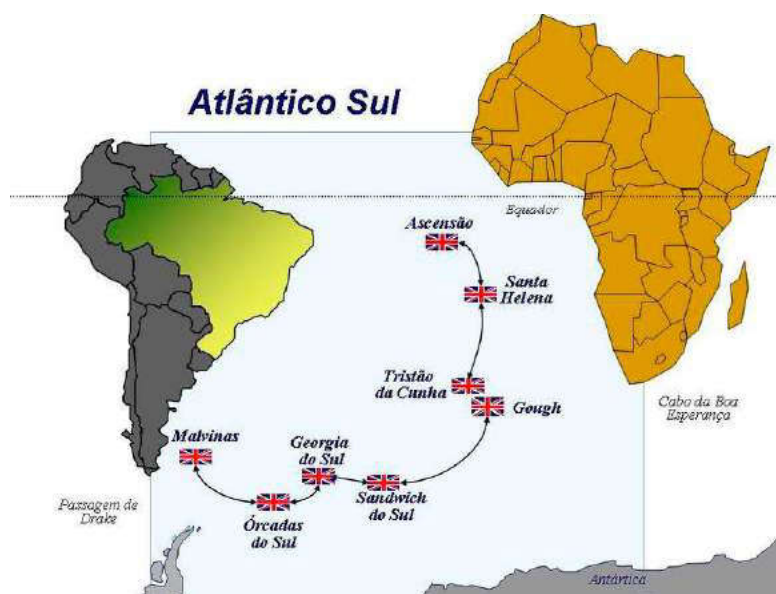 Atlântico Sul
Equador
Ascensão
Santa
Helena
Tristão
da Cunha
Gough
Cabo da Boa
Esperança
Malvinas
Georgia
do Sul
Passagem de
Drake
Órcadas
do Sul
Sandwich
do Sul
Antártica